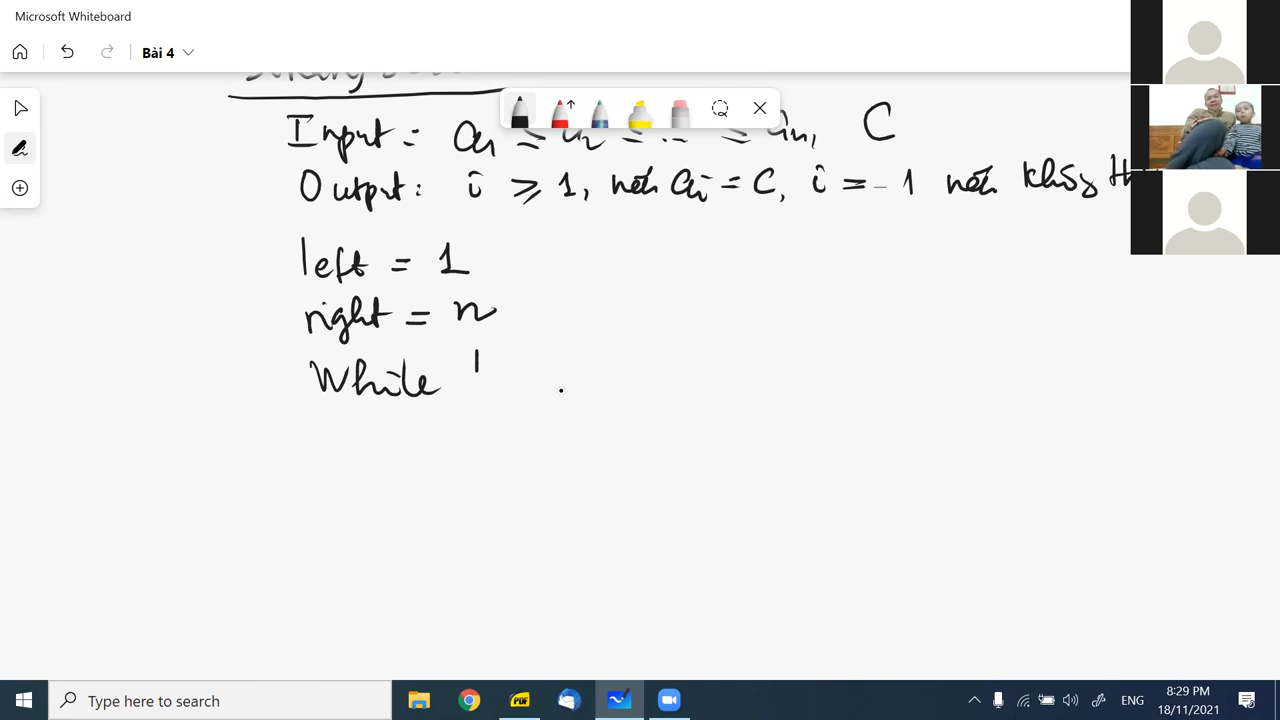 Microsoft Whiteboard
Bài 4
Input: a1 ≤ a2 ≤ ... ≤ an, C
Output: i ⩾ 1, nếu ai = C, i = -1 nếu không
left = 1
right = n
While
Type here to search
ENG
8:29 PM
18/11/2021